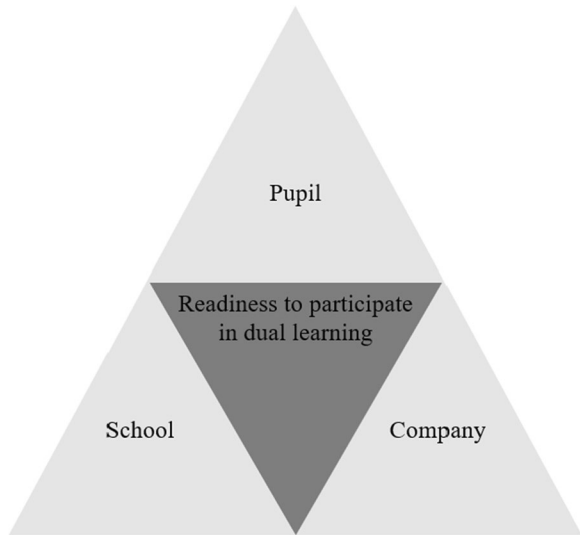 Pupil
Readiness to participate
in dual learning
School
Company